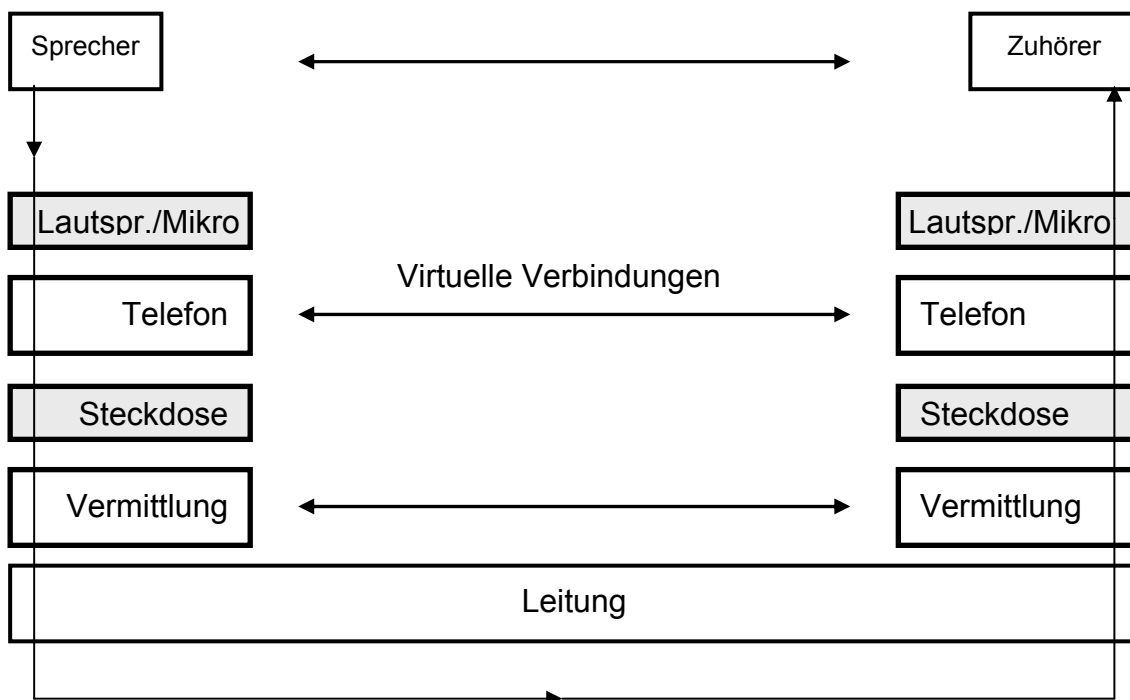 Sprecher
Zuhörer
Lautspr./Mikro
Lautspr./Mikro
Virtuelle Verbindungen
Telefon
Telefon
Steckdose
Steckdose
Vermittlung
Vermittlung
Leitung